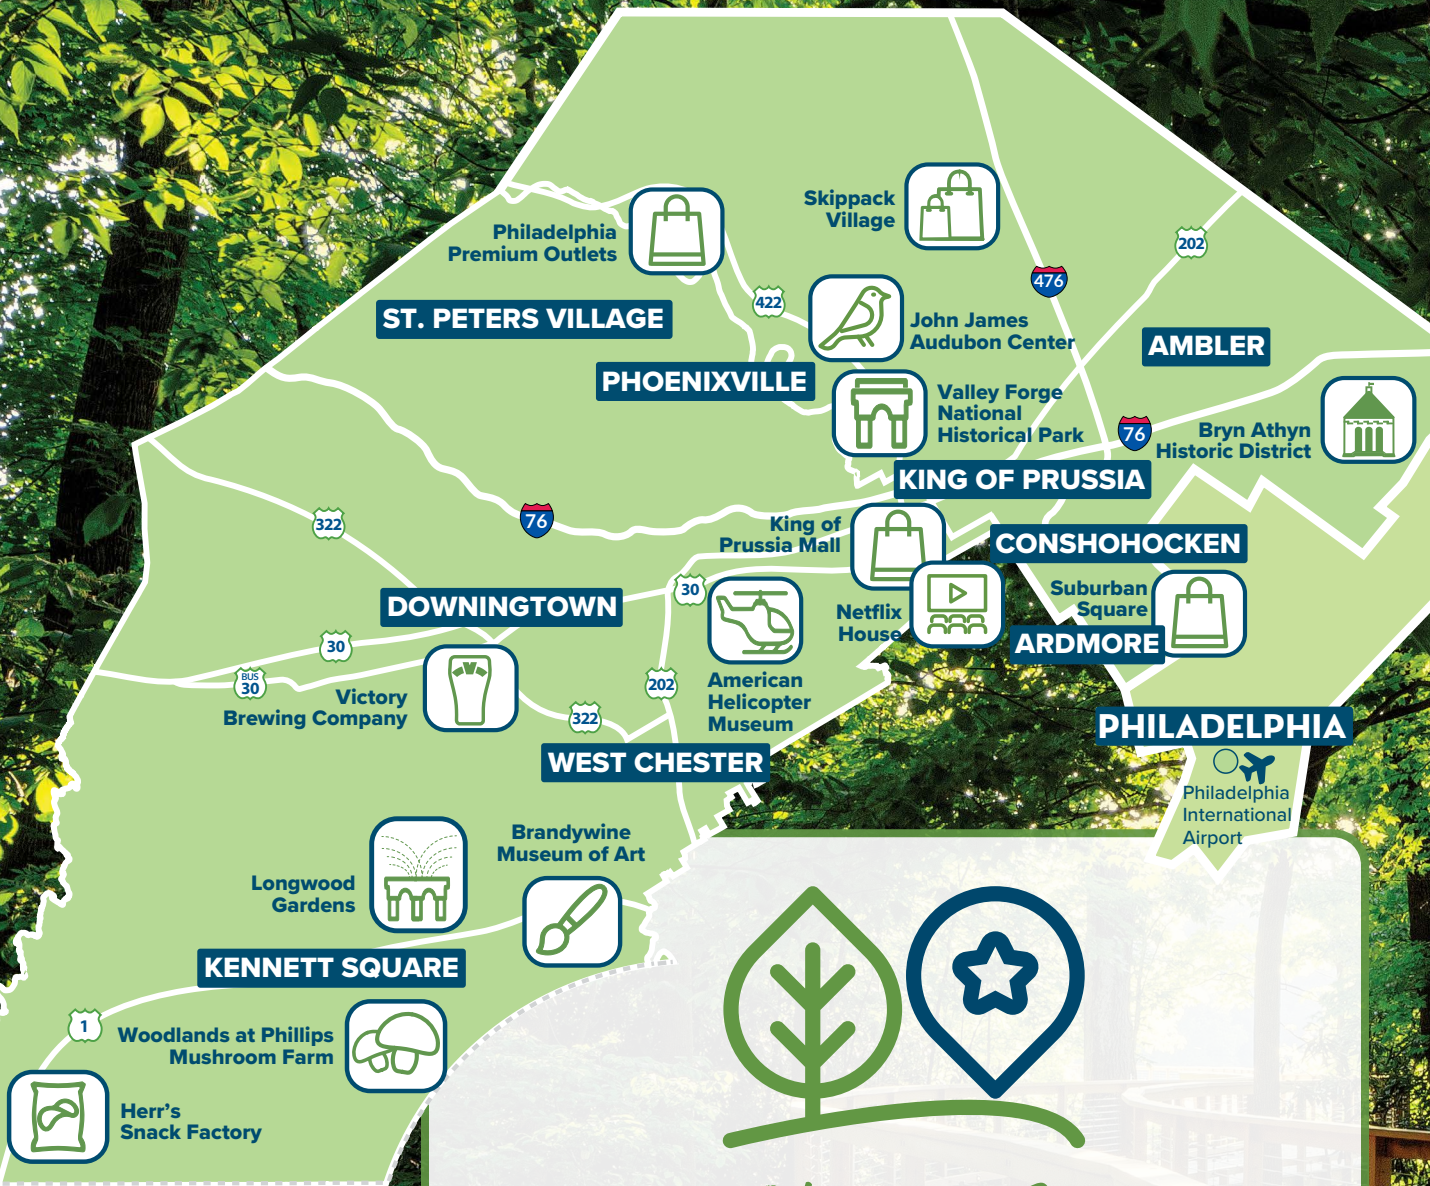 Skippack
Village
Philadelphia
Premium Outlets
202
476
422
ST. PETERS VILLAGE
John James
Audubon Center
AMBLER
PHOENIXVILLE
Valley Forge
National
Historical Park
76
Bryn Athyn
Historic District
KING OF PRUSSIA
322
76
King of
Prussia Mall
CONSHOHOCKEN
30
Suburban
Square
DOWNINGTOWN
Netflix
House
ARDMORE
30
BUS
30
202
American
Helicopter
Museum
Victory
Brewing Company
V
322
PHILADELPHIA
WEST CHESTER
Philadelphia
International
Airport
Brandywine
Museum of Art
Longwood
Gardens
KENNETT SQUARE
1
Woodlands at Phillips
Mushroom Farm
Herr's
Snack Factory